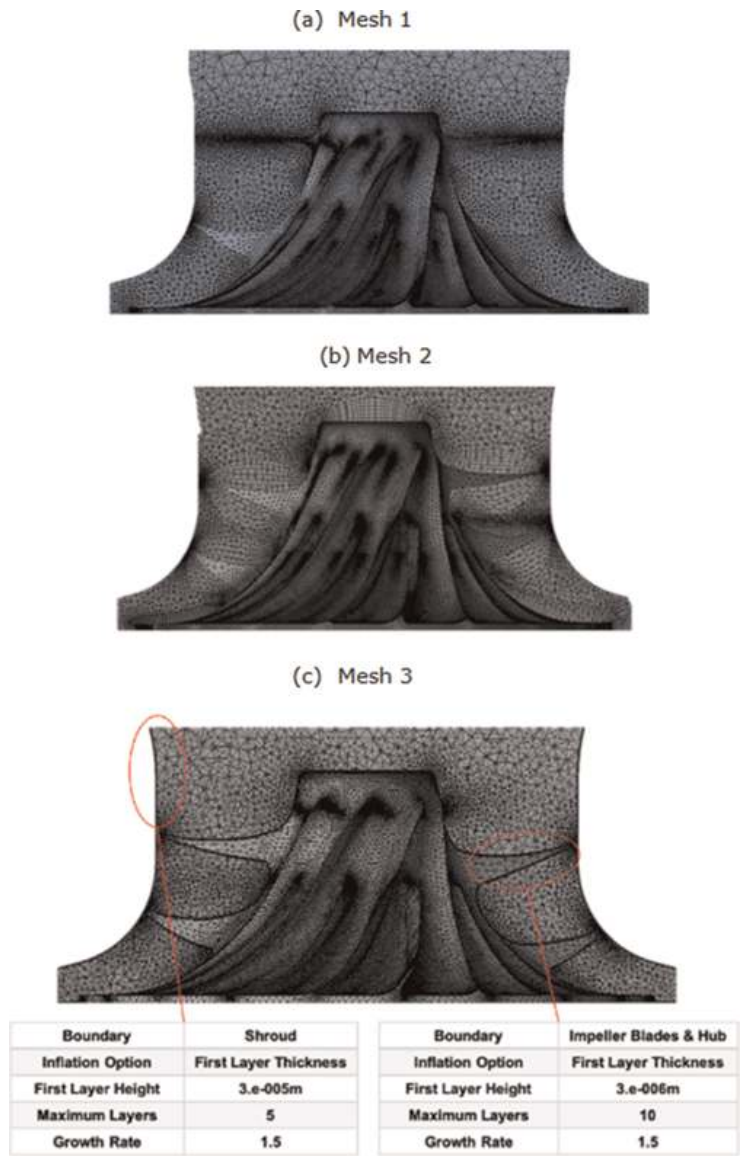 (a) Mesh 1
(b) Mesh 2
(c) Mesh 3
Boundary Shroud
Inflation Option First Layer Thickness
First Layer Height 3.e-005m
Maximum Layers 5
Growth Rate 1.5
Boundary Impeller Blades & Hub
Inflation Option First Layer Thickness
First Layer Height 3.e-006m
Maximum Layers 10
Growth Rate 1.5